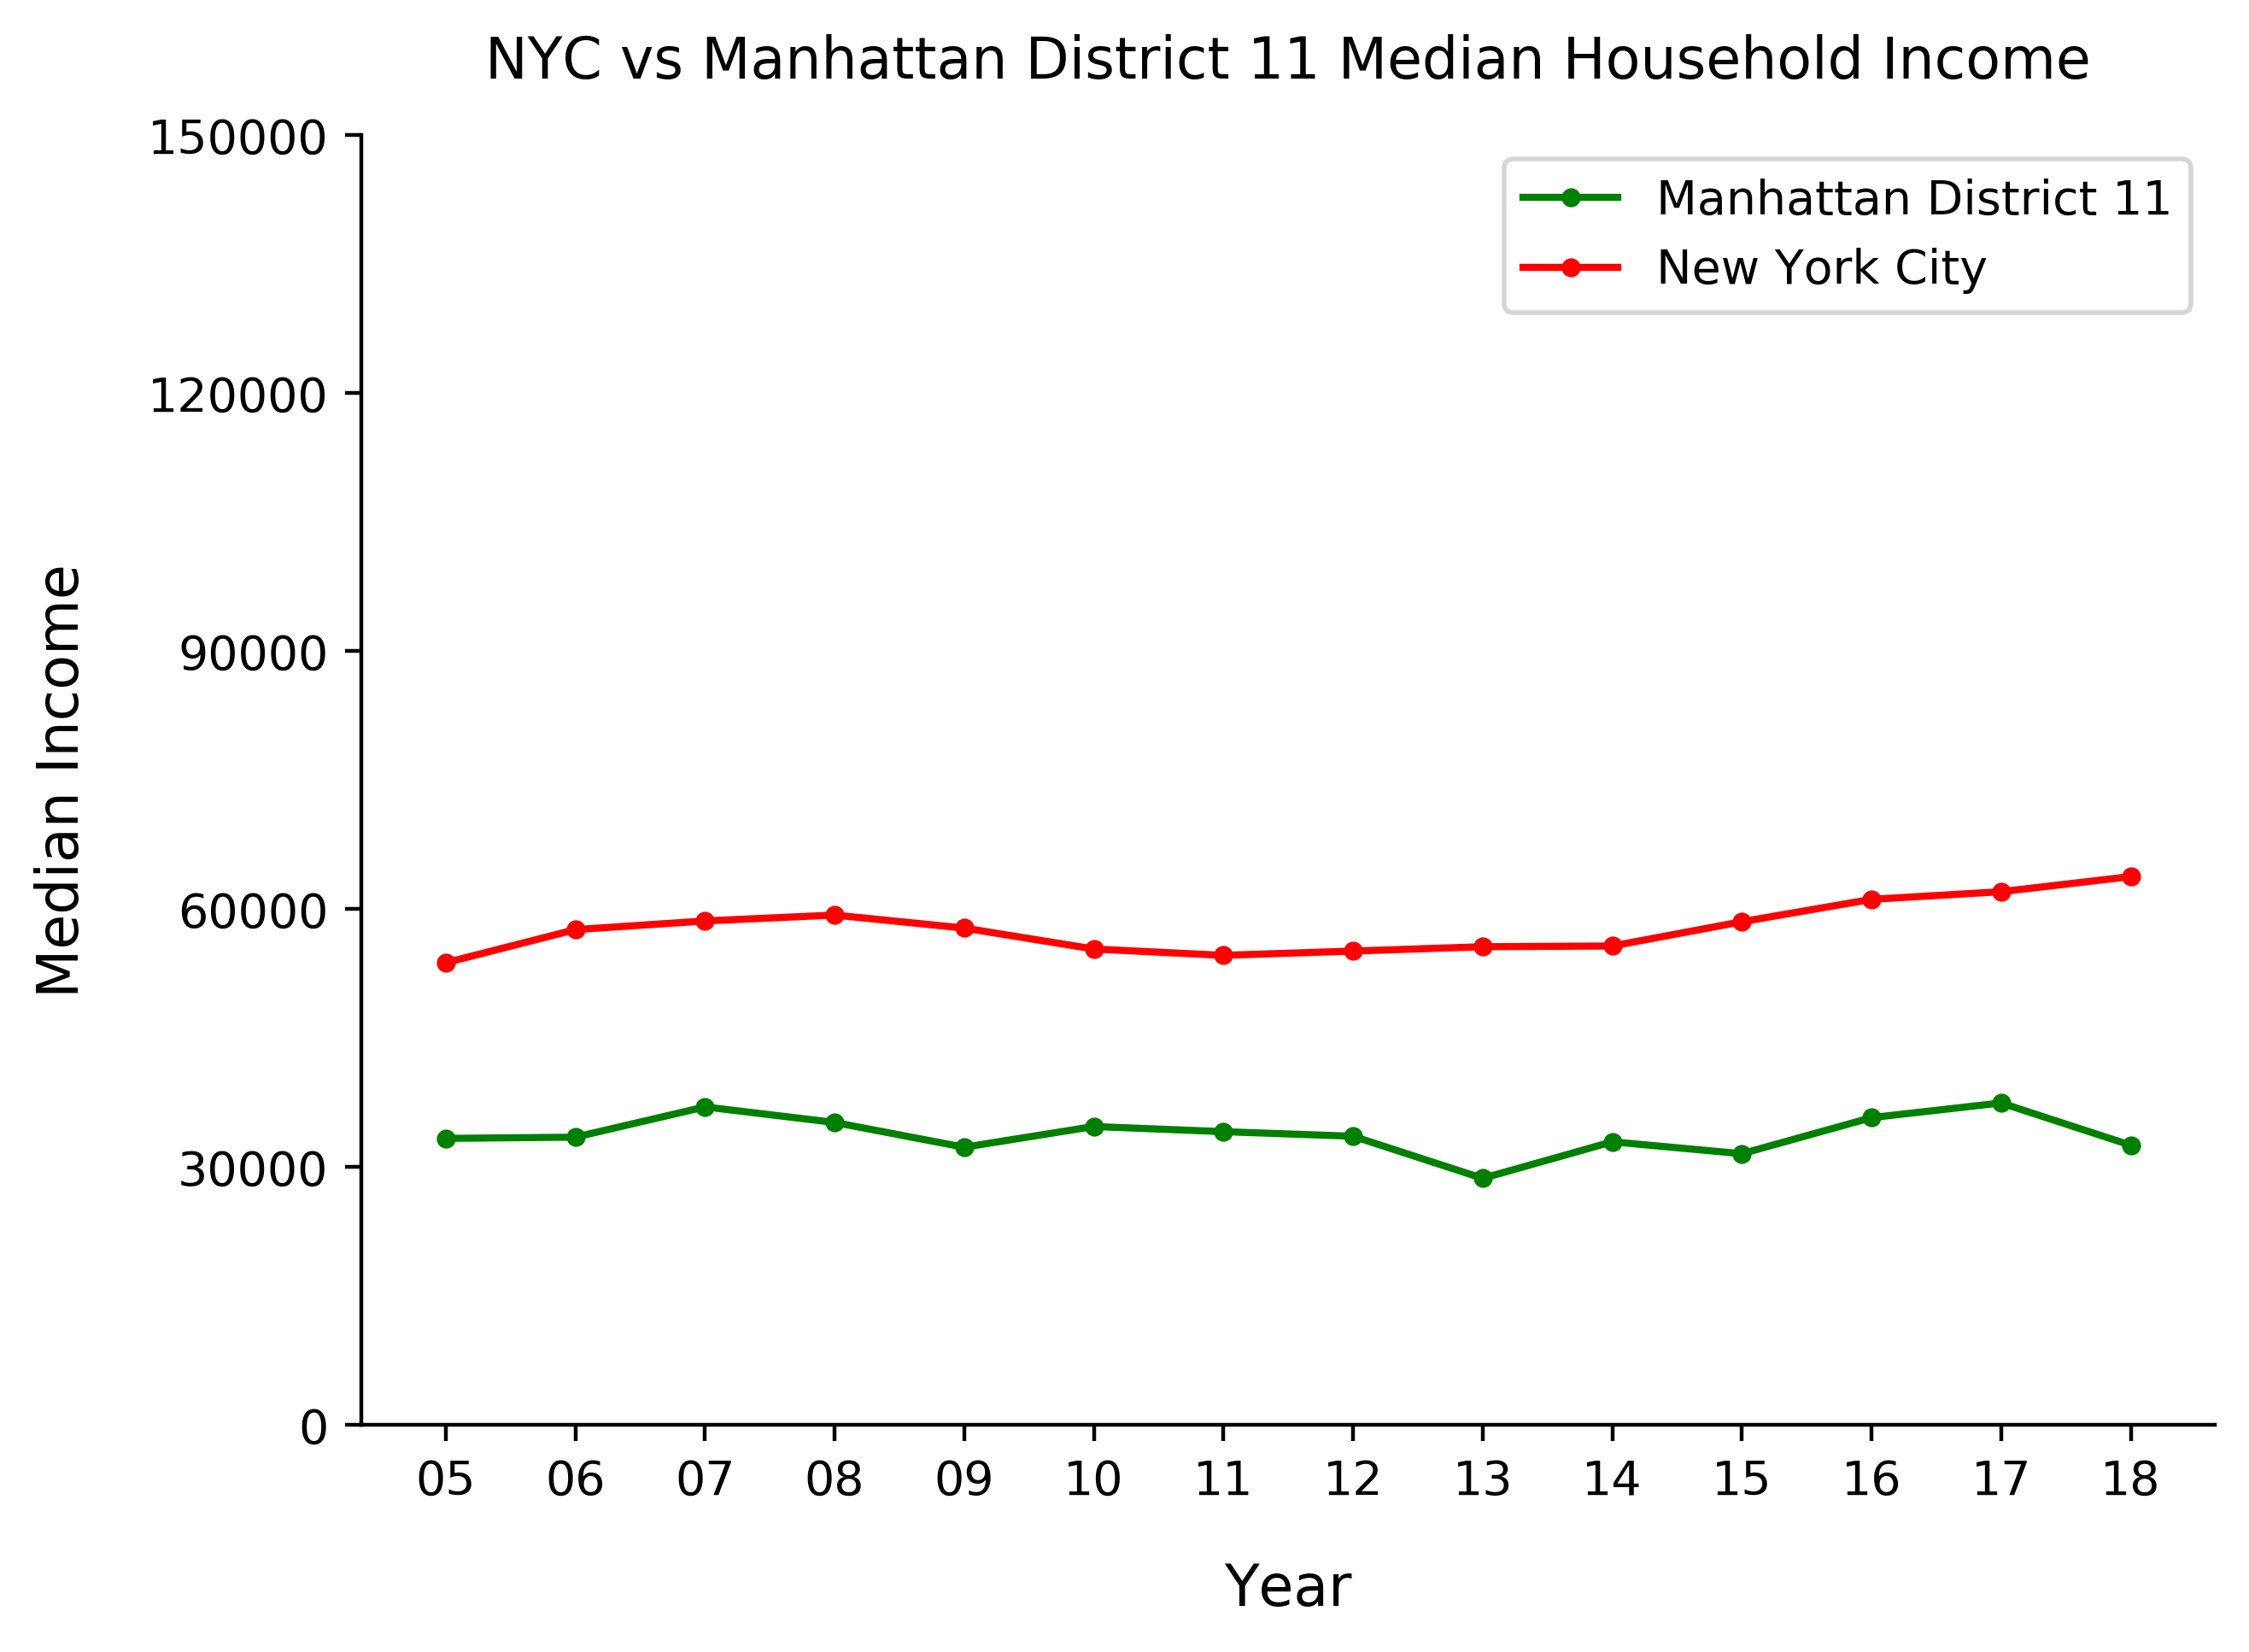 NYC vs Manhattan District 11 Median Household Income
Manhattan District 11
New York City
150000
120000
90000
60000
30000
0
Median Income
05 06 07 08 09 10 11 12 13 14 15 16 17 18
Year